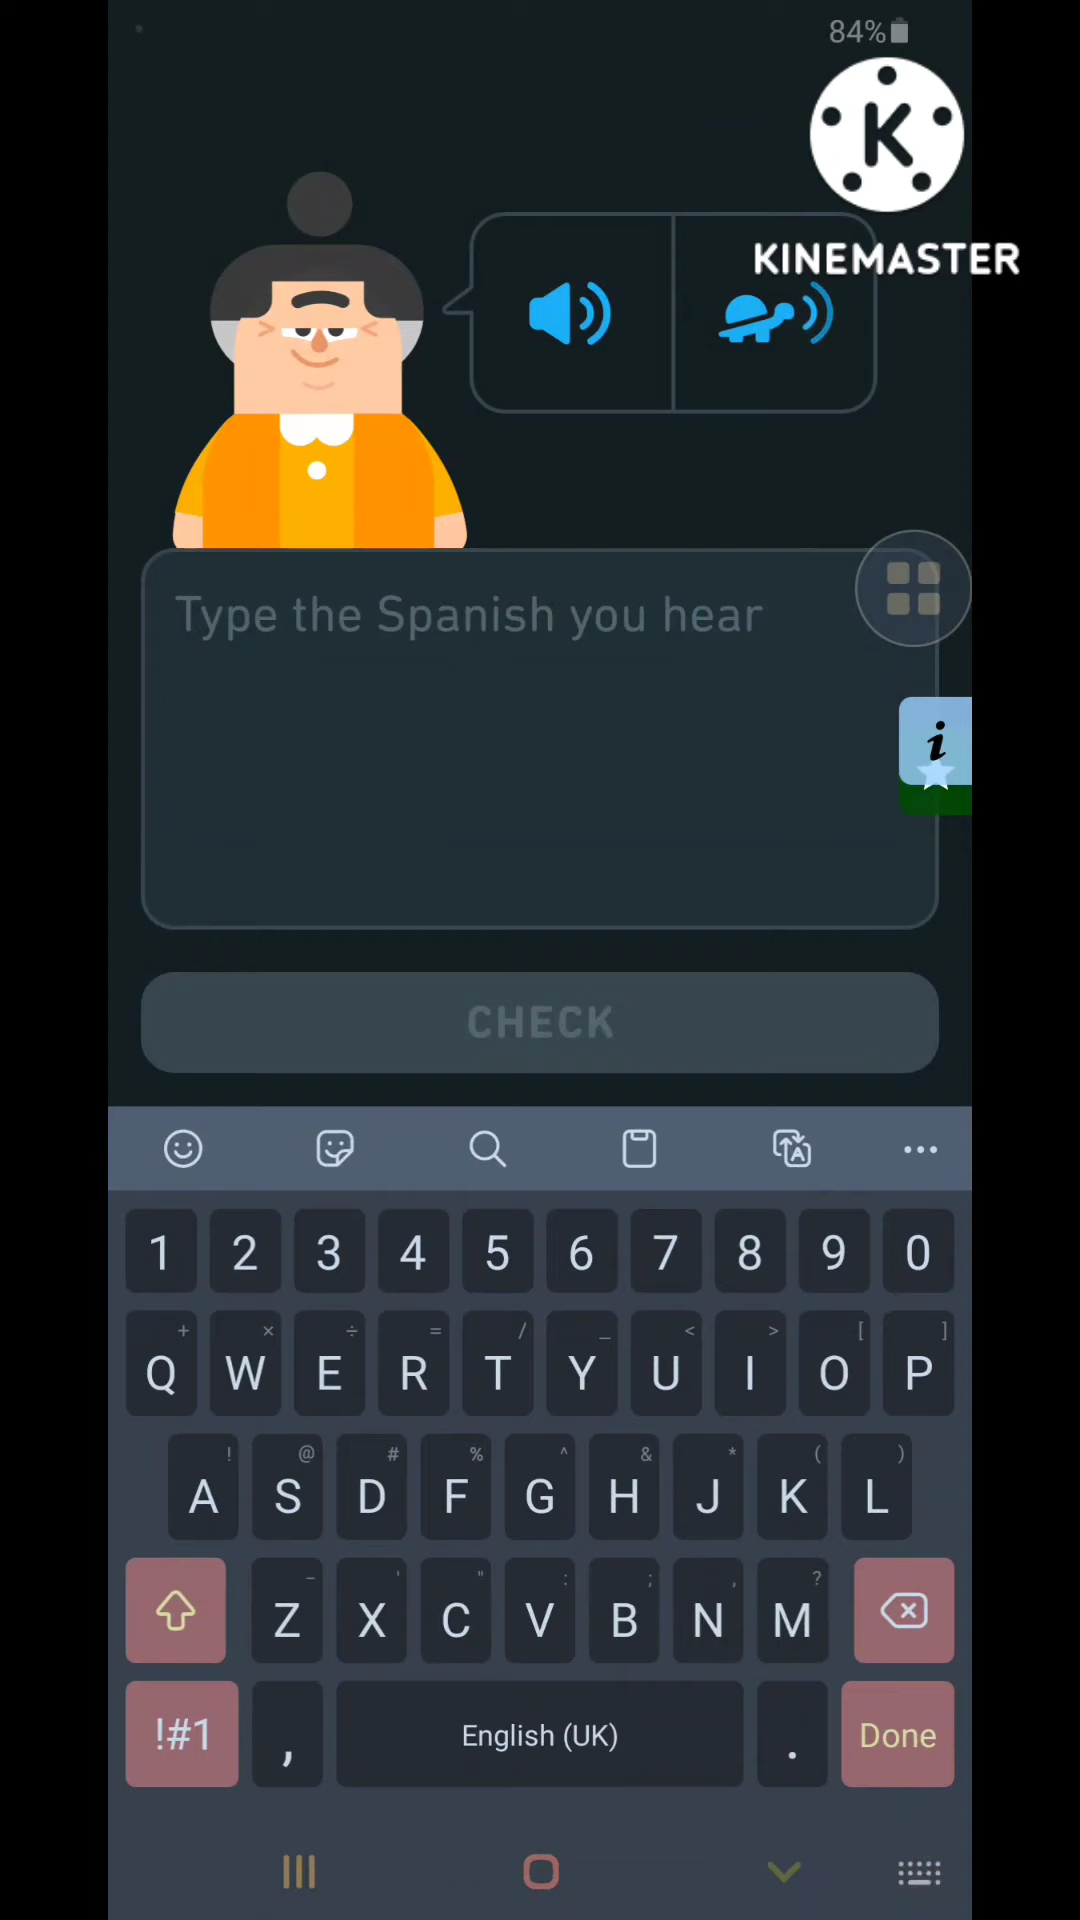 84%
K
KINEMASTER
Type the Spanish you hear
i
CHECK
1 2 3 4 5 6 7 8 9 0
+ × ÷ = / _ < > [ ]
Q W E R T Y U I O P
! @ # % ^ & * ( )
A S D F G H J K L
- ' " : ; , ?
Z X C V B N M
!#1 , English (UK) . Done